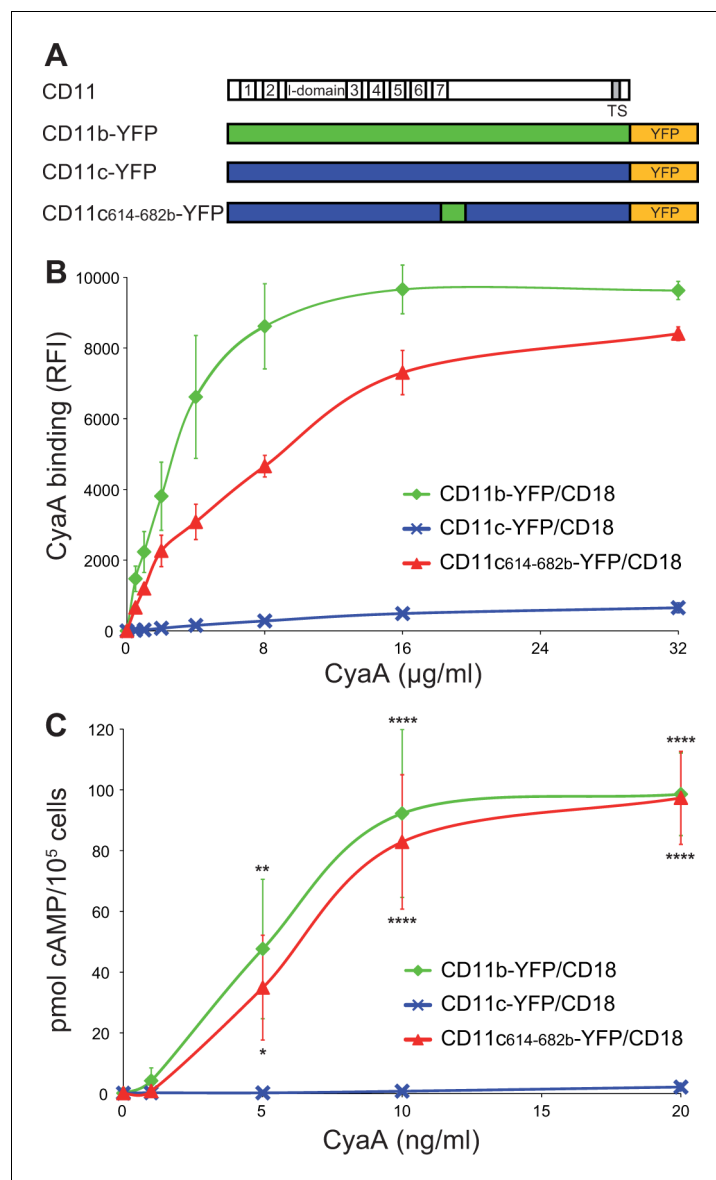 A
CD11
1 2 I-domain 3 4 5 6 7
TS
CD11b-YFP
YFP
CD11c-YFP
YFP
CD11c614-682b-YFP
YFP
B
CyaA binding (RFI)
10000
8000
6000
4000
2000
0
CD11b-YFP/CD18
CD11c-YFP/CD18
CD11c614-682b-YFP/CD18
0 8 16 24 32
CyaA (µg/ml)
C
pmol cAMP/10⁵ cells
120
100
80
60
40
20
0
**** ****
**
**** ****
*
CD11b-YFP/CD18
CD11c-YFP/CD18
CD11c614-682b-YFP/CD18
0 5 10 15 20
CyaA (ng/ml)